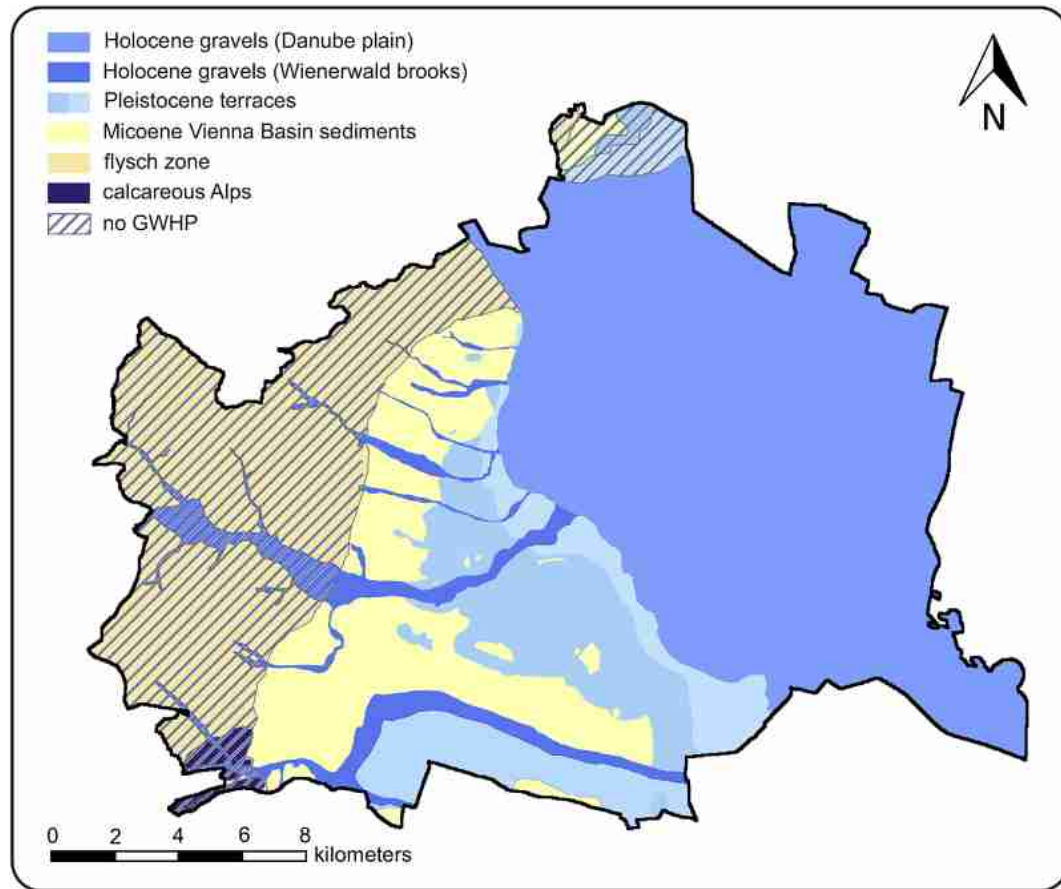 Holocene gravels (Danube plain)
Holocene gravels (Wienerwald brooks)
Pleistocene terraces
Micoene Vienna Basin sediments
flysch zone
calcareous Alps
no GWHP
N
0 2 4 6 8
kilometers